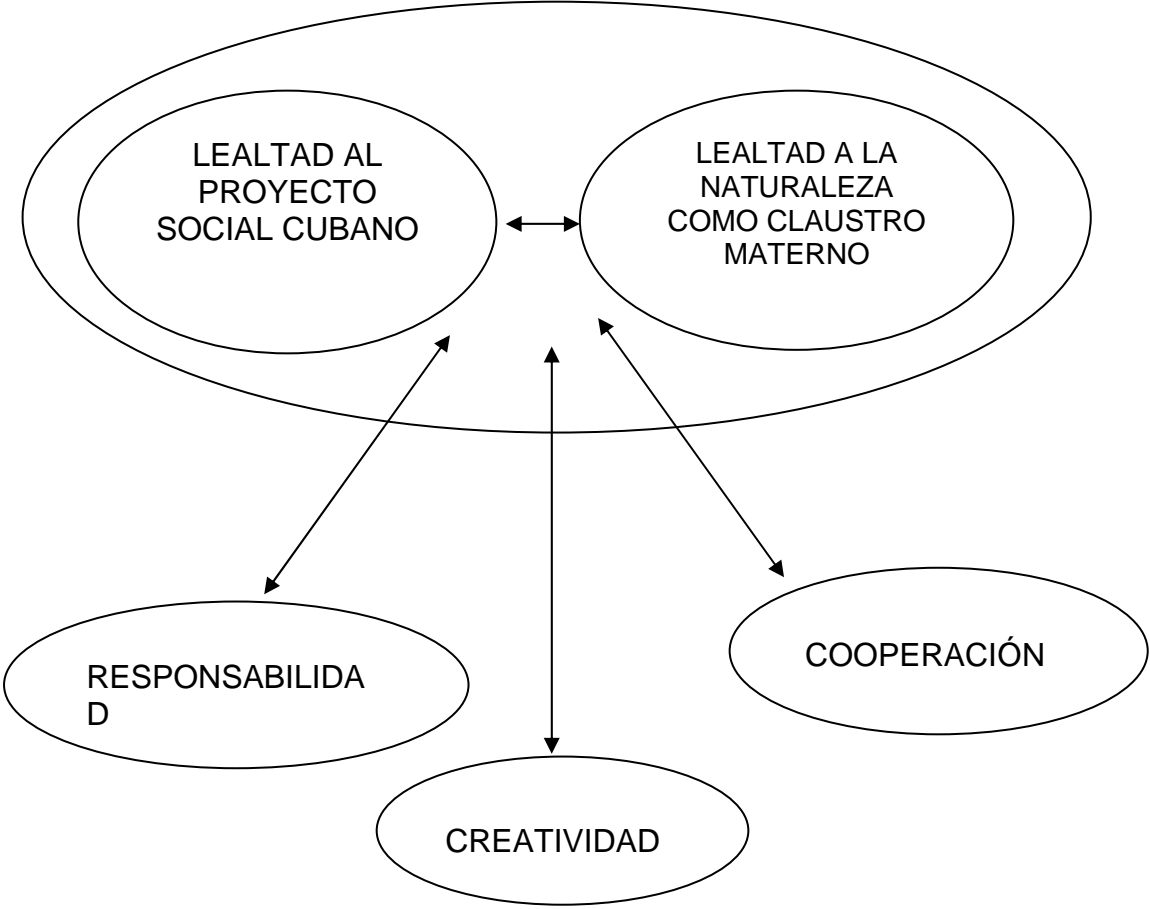 LEALTAD AL
PROYECTO
SOCIAL CUBANO
LEALTAD A LA
NATURALEZA
COMO CLAUSTRO
MATERNO
RESPONSABILIDA
D
COOPERACIÓN
CREATIVIDAD